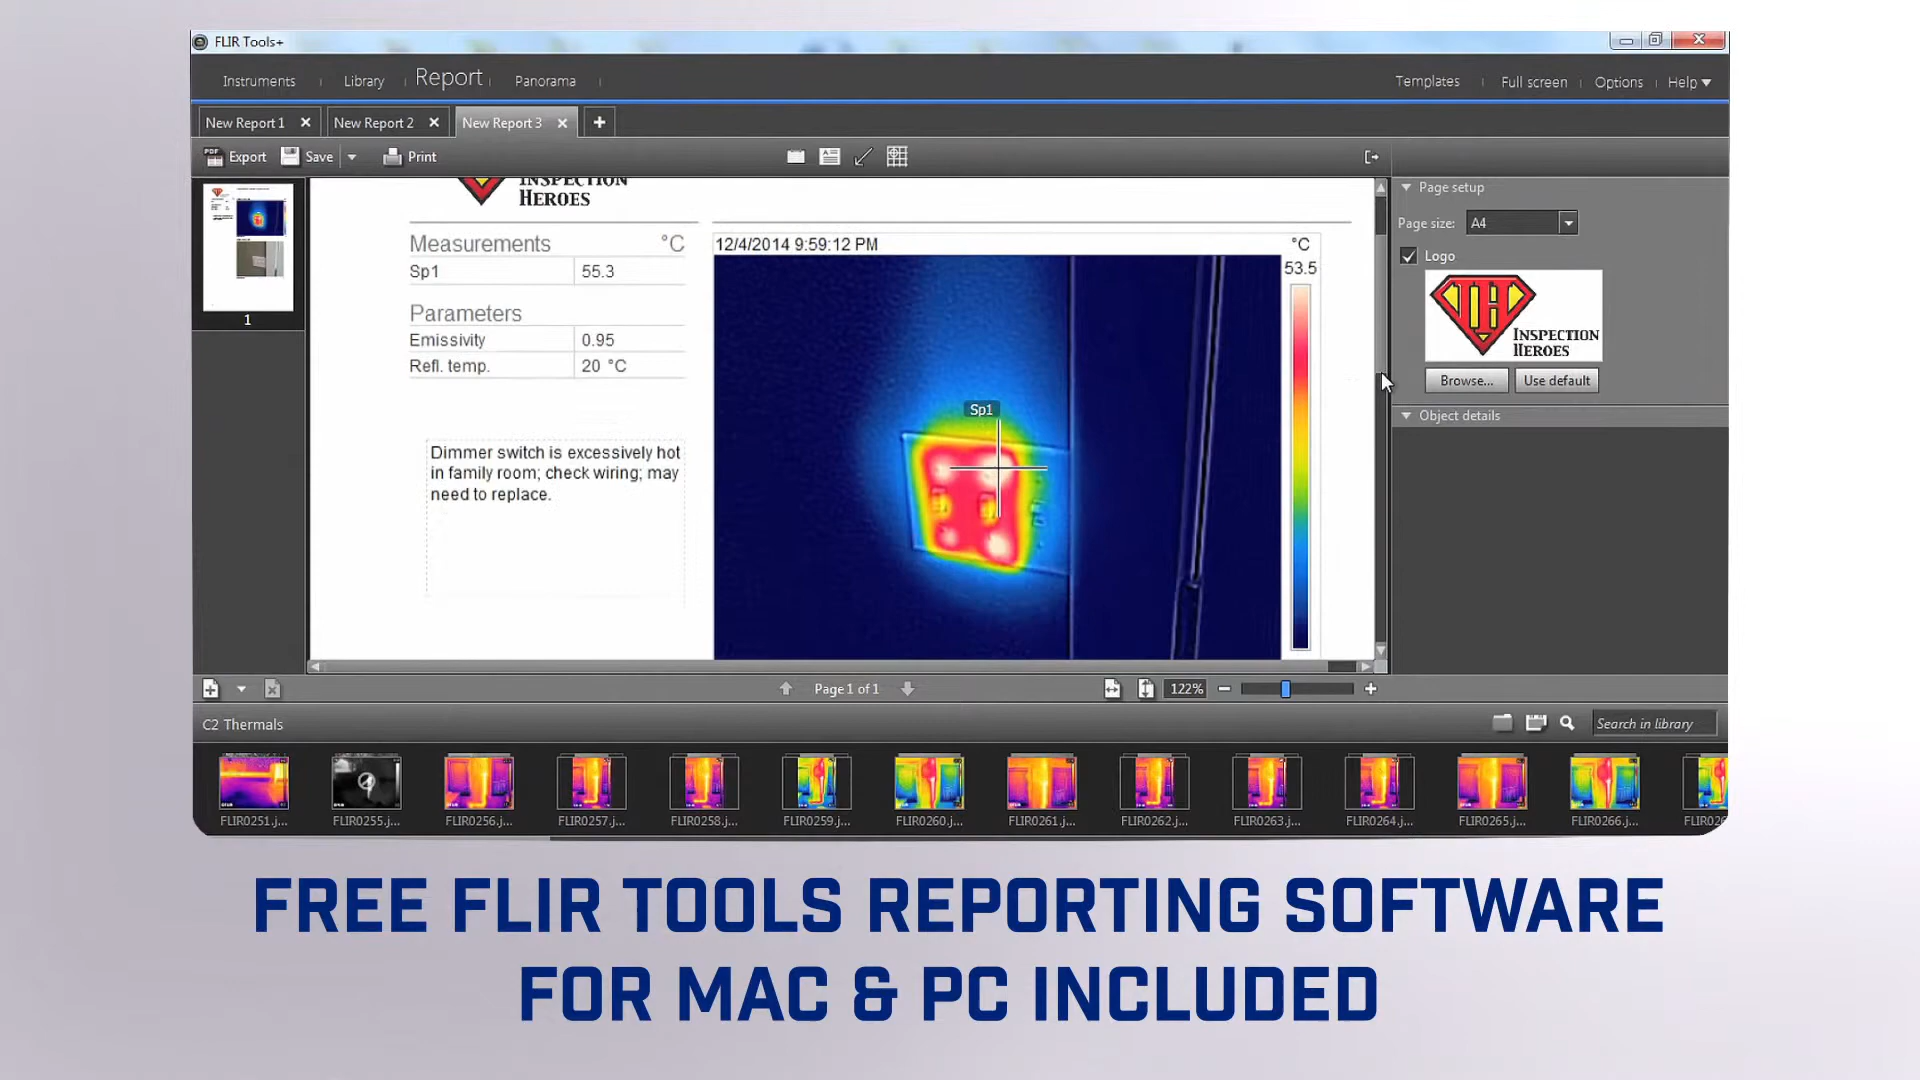 FLIR Tools+
Instruments Library Report Panorama Templates Full screen Options Help
New Report 1 New Report 2 New Report 3
PDF Export Save Print
INSPECTION
HEROES
Measurements °C
Sp1 55.3
Parameters
Emissivity 0.95
Refl. temp. 20 °C
Dimmer switch is excessively hot
in family room; check wiring; may
need to replace.
12/4/2014 9:59:12 PM °C
53.5
Sp1
1
Page setup
Page size: A4
Logo
INSPECTION
HEROES
Browse... Use default
Object details
Page 1 of 1 122%
C2 Thermals Search in library
FLIR0251.j... FLIR0255.j... FLIR0256.j... FLIR0257.j... FLIR0258.j... FLIR0259.j... FLIR0260.j... FLIR0261.j... FLIR0262.j... FLIR0263.j... FLIR0264.j... FLIR0265.j... FLIR0266.j... FLIR026
FREE FLIR TOOLS REPORTING SOFTWARE
FOR MAC & PC INCLUDED